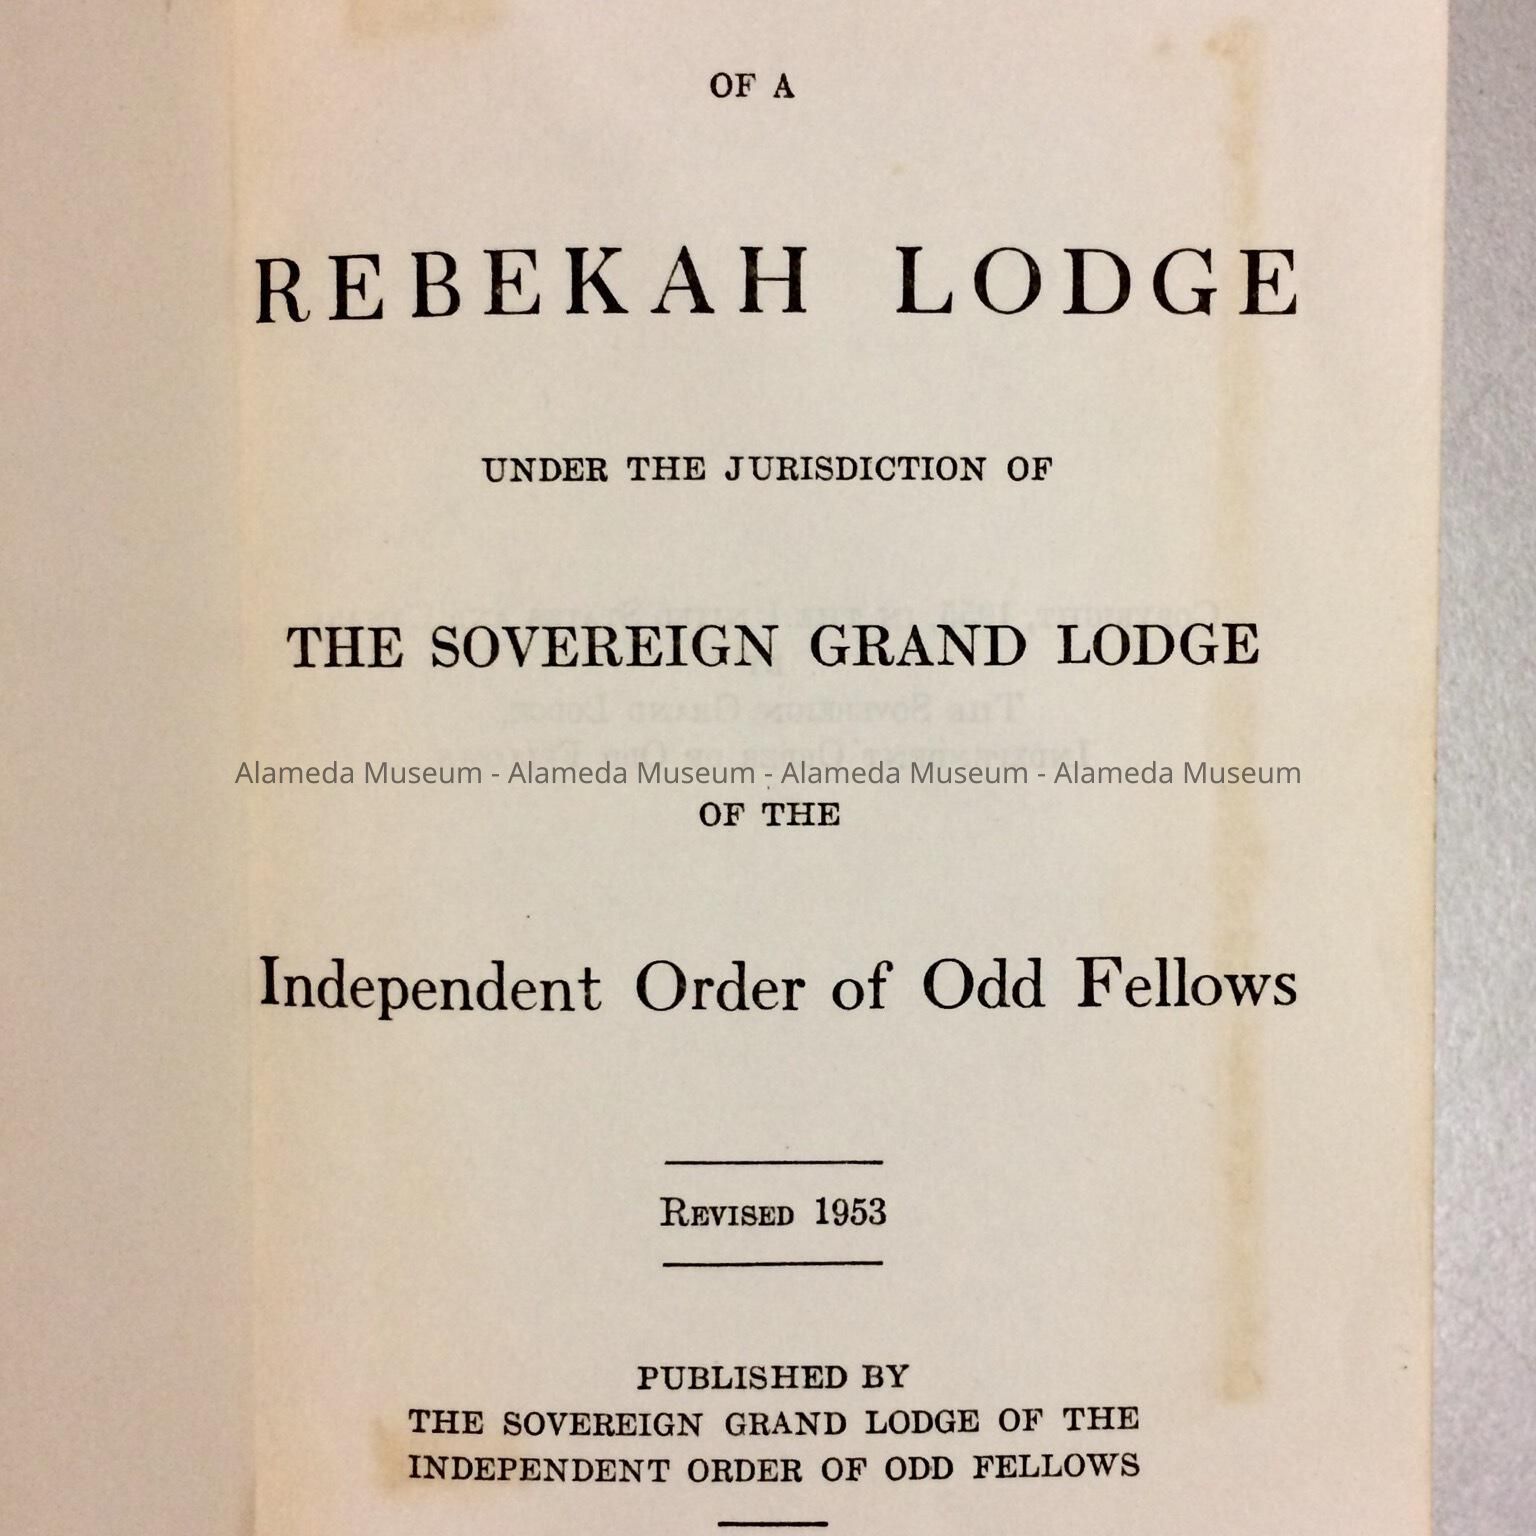 OF A
REBEKAH LODGE
UNDER THE JURISDICTION OF
THE SOVEREIGN GRAND LODGE
Alameda Museum - Alameda Museum - Alameda Museum - Alameda Museum
OF THE
Independent Order of Odd Fellows
REVISED 1953
PUBLISHED BY
THE SOVEREIGN GRAND LODGE OF THE
INDEPENDENT ORDER OF ODD FELLOWS